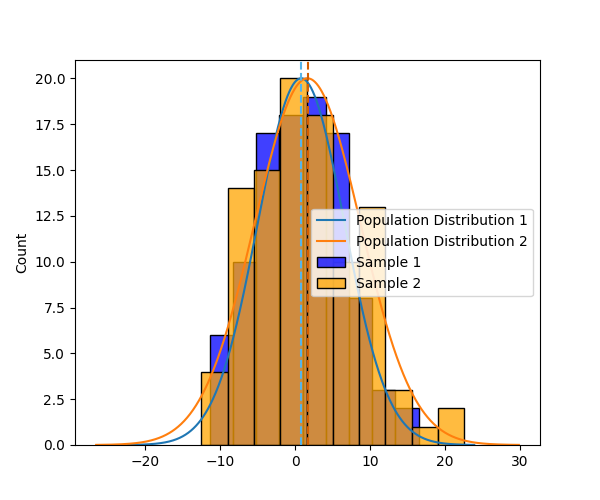 20.0
17.5
15.0
12.5
10.0
7.5
5.0
2.5
0.0
Count
Population Distribution 1
Population Distribution 2
Sample 1
Sample 2
−20 −10 0 10 20 30